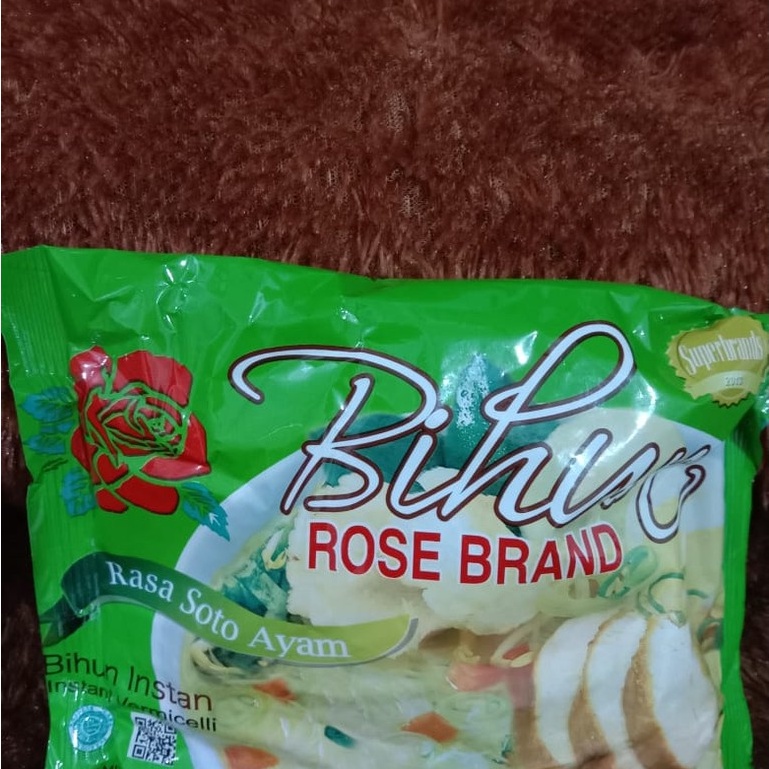 Superbrands
Bihun
ROSE BRAND
Rasa Soto Ayam
Bihun Instan
Instant Vermicelli